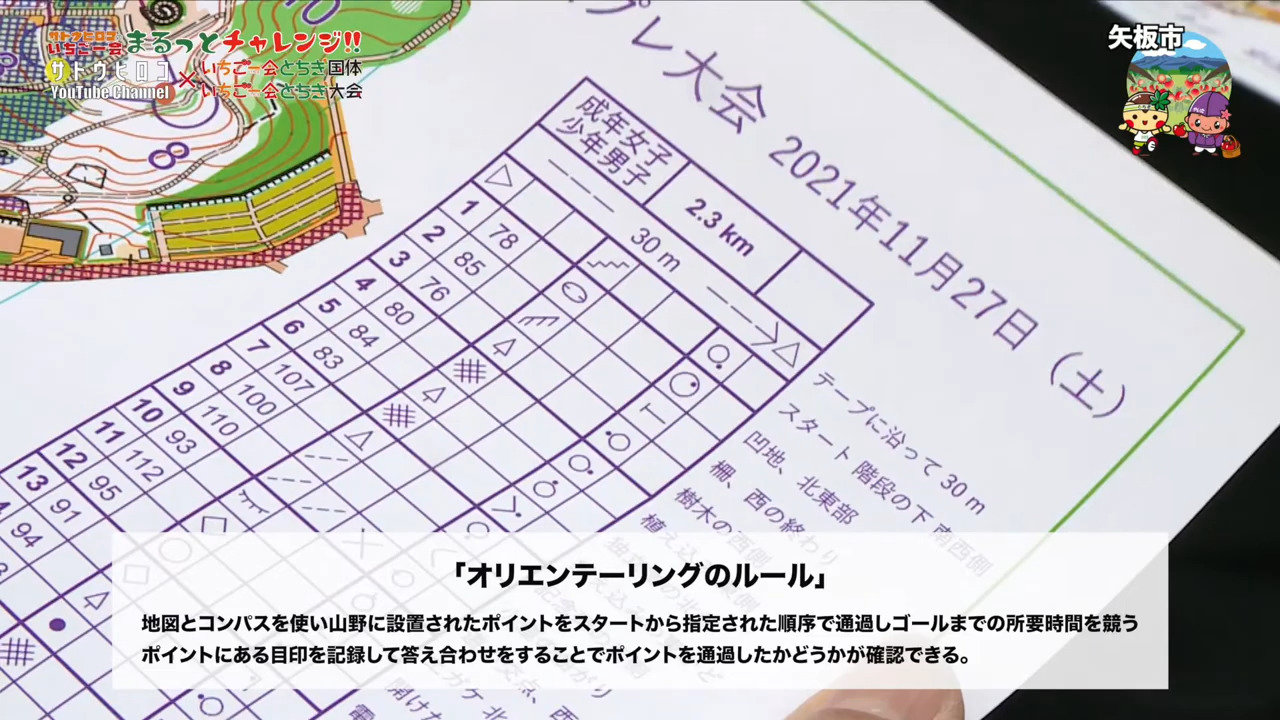 サトウヒロコ
いちご一会 まるっとチャレンジ!!
サトウヒロコ × いちご一会とちぎ国体
YouTube Channel いちご一会とちぎ大会
矢板市
プレ大会 2021年11月27日（土）
成年女子
少年男子
2.3 km
30 m
1 78
2 85
3 76
4 80
5 84
6 83
7 107
8 100
9 110
10 93
11 112
12 95
13 91
94
8
テープに沿って 30 m
スタート 階段の下 南西側
凹地、北東部
柵、西の終わり
樹木の西側
「オリエンテーリングのルール」
地図とコンパスを使い山野に設置されたポイントをスタートから指定された順序で通過しゴールまでの所要時間を競う
ポイントにある目印を記録して答え合わせをすることでポイントを通過したかどうかが確認できる。